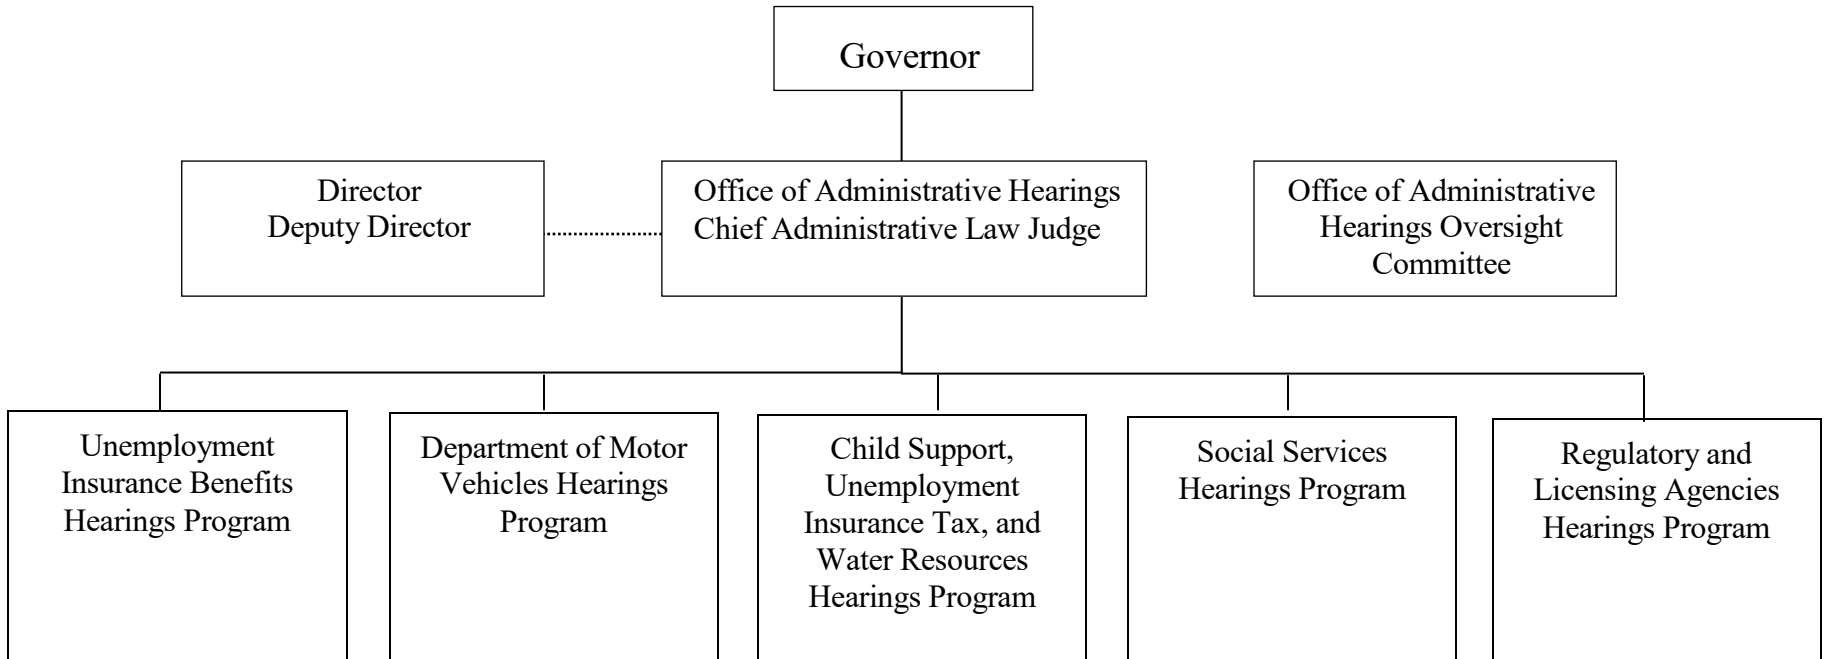 Governor
Director
Deputy Director
Office of Administrative Hearings
Chief Administrative Law Judge
Office of Administrative
Hearings Oversight
Committee
Unemployment
Insurance Benefits
Hearings Program
Department of Motor
Vehicles Hearings
Program
Child Support,
Unemployment
Insurance Tax, and
Water Resources
Hearings Program
Social Services
Hearings Program
Regulatory and
Licensing Agencies
Hearings Program